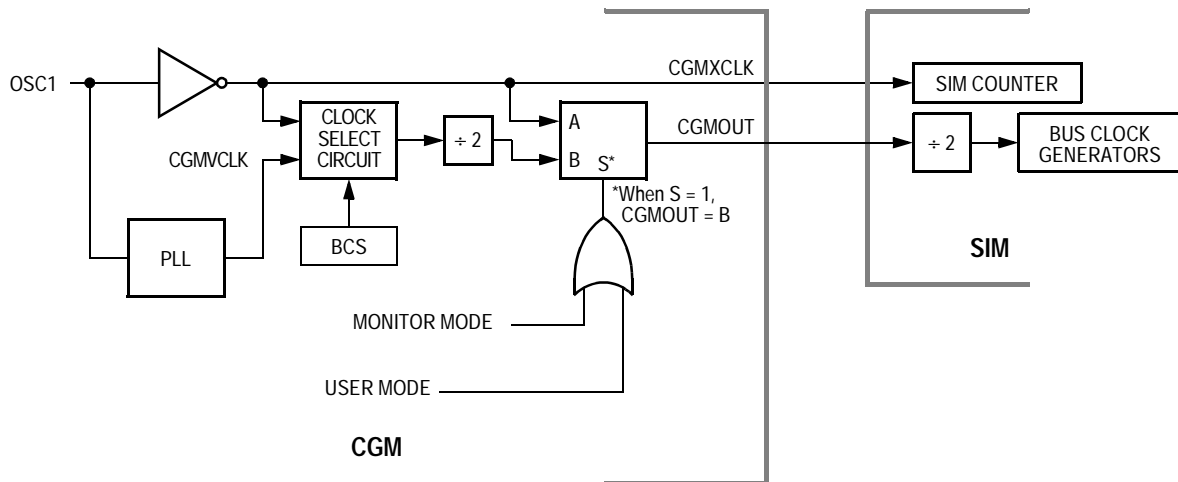 OSC1
CGMXCLK
SIM COUNTER
CLOCK
SELECT
CIRCUIT
÷ 2
A
B
S*
CGMOUT
÷ 2
BUS CLOCK
GENERATORS
CGMVCLK
*When S = 1,
CGMOUT = B
PLL
BCS
SIM
MONITOR MODE
USER MODE
CGM